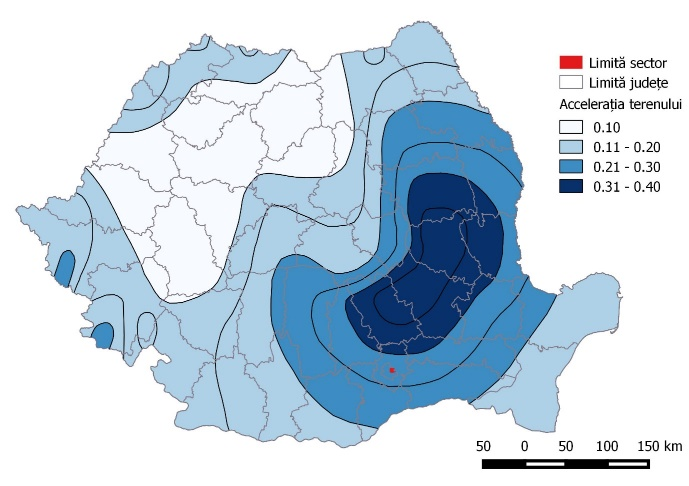 Limită sector
Limită județe
Accelerația terenului
0.10
0.11 - 0.20
0.21 - 0.30
0.31 - 0.40
50 0 50 100 150 km